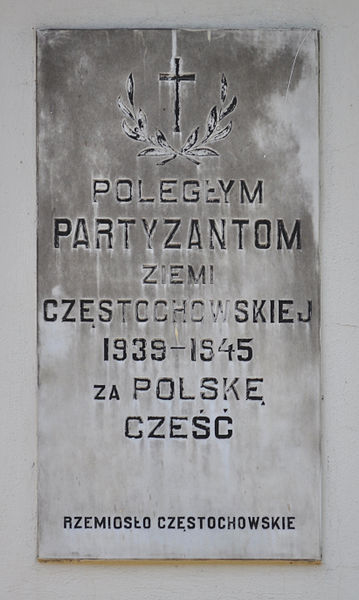 POLEGŁYM
PARTYZANTOM
ZIEMI
CZĘSTOCHOWSKIEJ
1939-1945
ZA POLSKĘ
CZEŚĆ
RZEMIOSŁO CZĘSTOCHOWSKIE